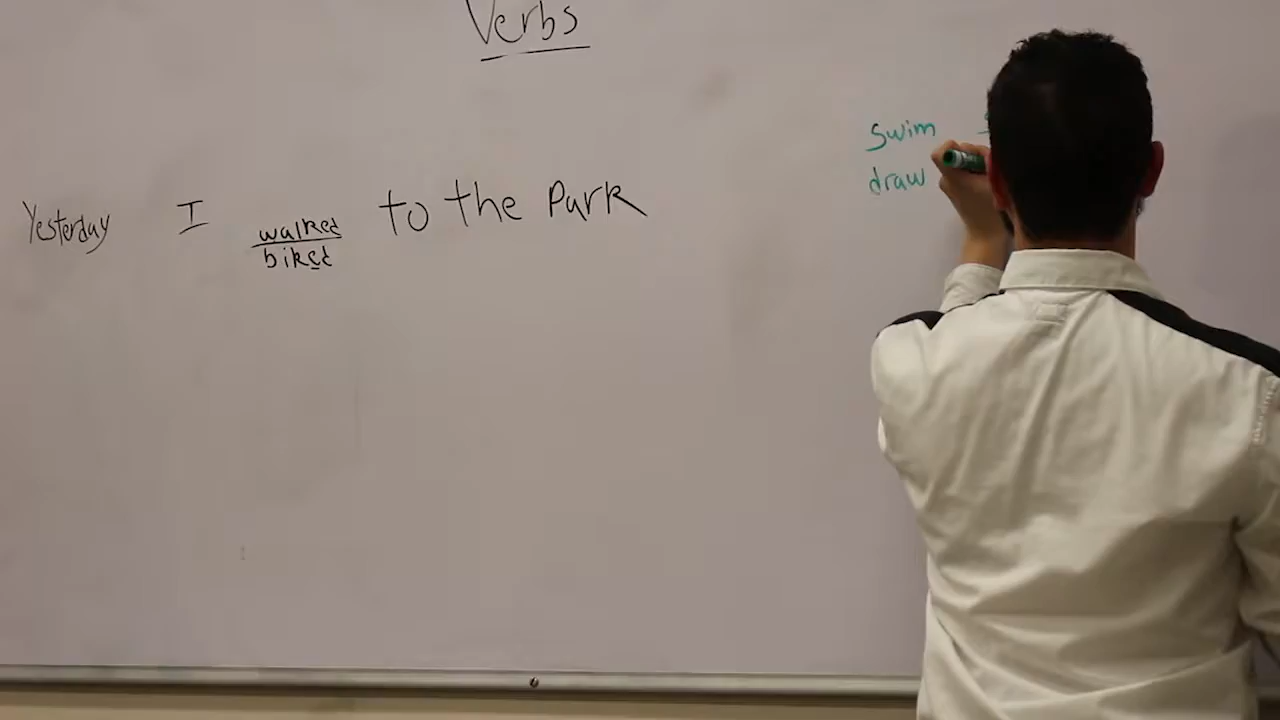 Verbs
Yesterday I walked to the Park
biked
swim
draw